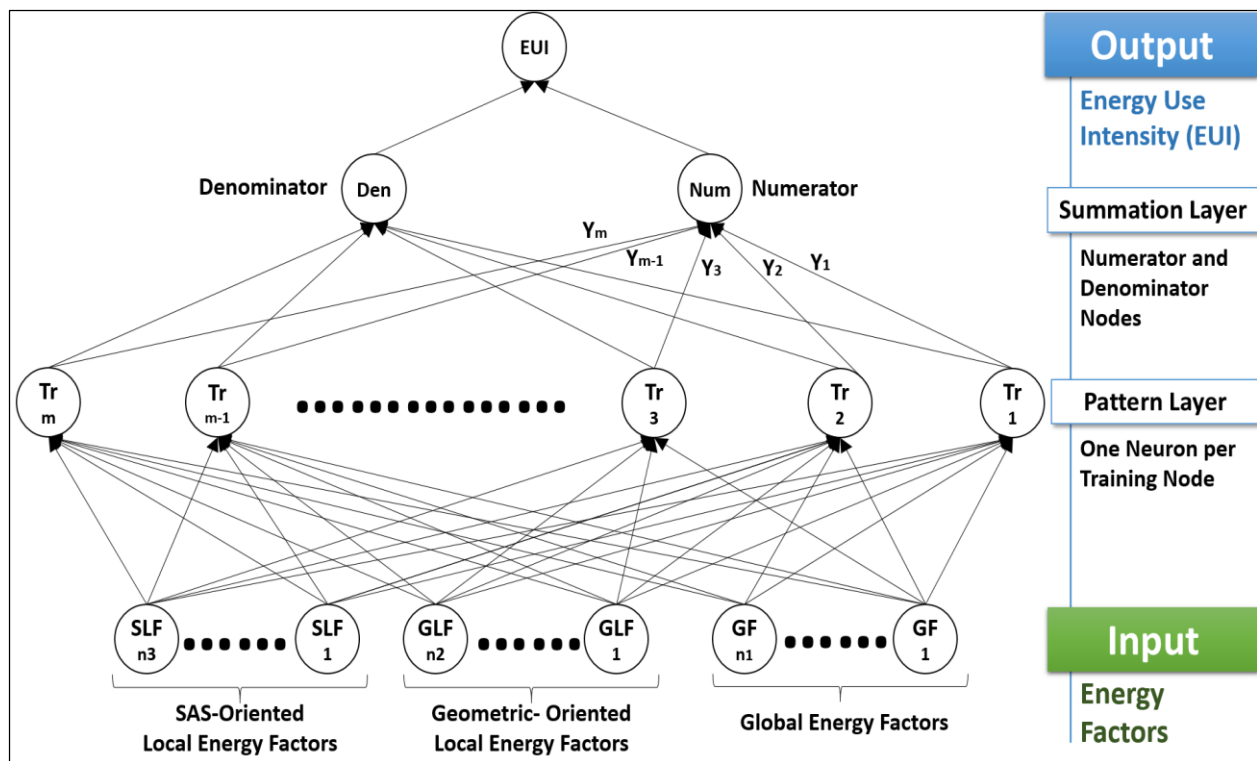 EUI
Output
Energy Use
Intensity (EUI)
Denominator
Den
Num
Numerator
Summation Layer
Ym
Ym-1
Y3
Y2
Y1
Numerator and
Denominator
Nodes
Tr
m
Tr
m-1
Tr
3
Tr
2
Tr
1
Pattern Layer
One Neuron per
Training Node
SLF
n3
SLF
1
GLF
n2
GLF
1
GF
n1
GF
1
Input
SAS-Oriented
Local Energy Factors
Geometric- Oriented
Local Energy Factors
Global Energy Factors
Energy
Factors